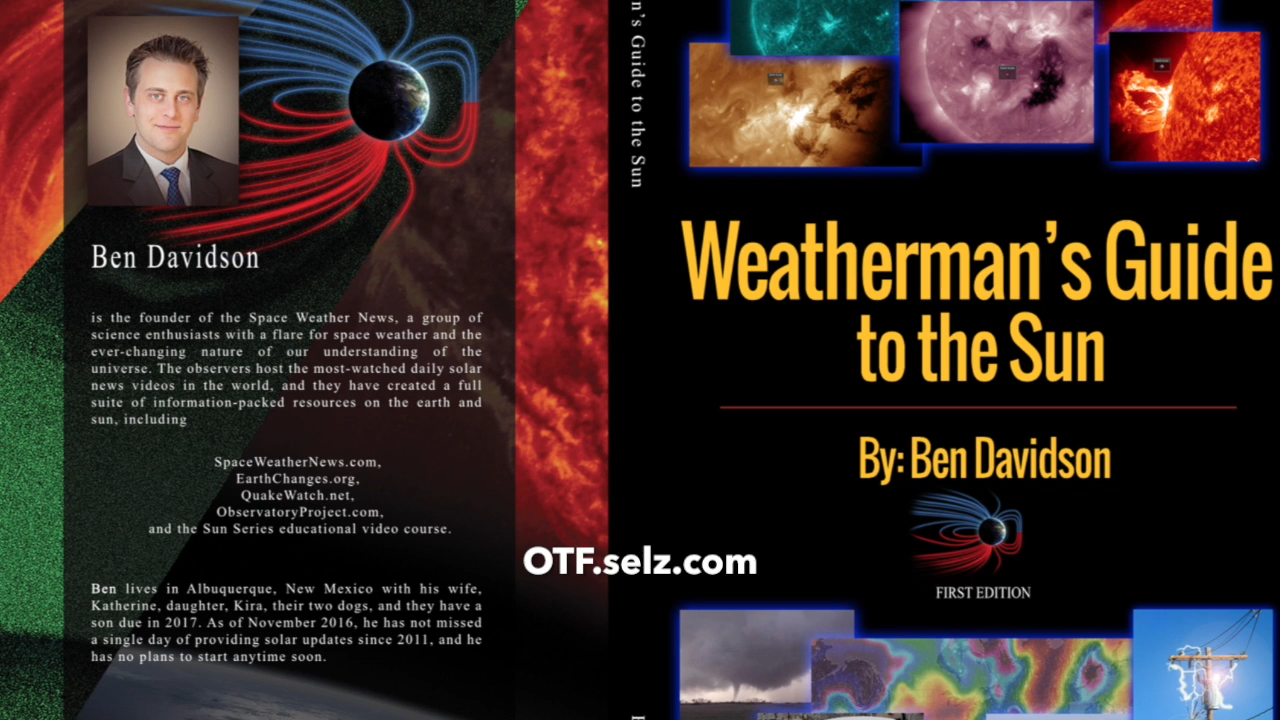 Ben Davidson
is the founder of the Space Weather News, a group of
science enthusiasts with a flare for space weather and the
ever-changing nature of our understanding of the
universe. The observers host the most-watched daily solar
news videos in the world, and they have created a full
suite of information-packed resources on the earth and
sun, including
SpaceWeatherNews.com,
EarthChanges.org,
QuakeWatch.net,
ObservatoryProject.com,
and the Sun Series educational video course.
Ben lives in Albuquerque, New Mexico with his wife,
Katherine, daughter, Kira, their two dogs, and they have a
son due in 2017. As of November 2016, he has not missed
a single day of providing solar updates since 2011, and he
has no plans to start anytime soon.
n's Guide to the Sun
OTF.selz.com
Weatherman's Guide
to the Sun
By: Ben Davidson
FIRST EDITION